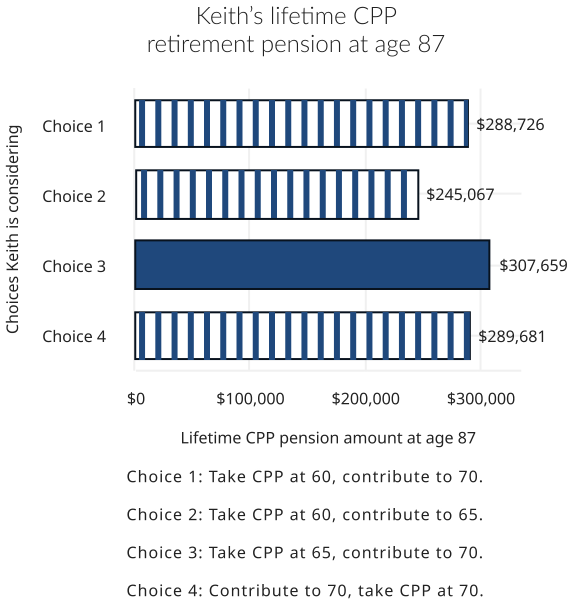 Keith’s lifetime CPP
retirement pension at age 87
Choices Keith is considering
Choice 1
$288,726
Choice 2
$245,067
Choice 3
$307,659
Choice 4
$289,681
$0 $100,000 $200,000 $300,000
Lifetime CPP pension amount at age 87
Choice 1: Take CPP at 60, contribute to 70.
Choice 2: Take CPP at 60, contribute to 65.
Choice 3: Take CPP at 65, contribute to 70.
Choice 4: Contribute to 70, take CPP at 70.